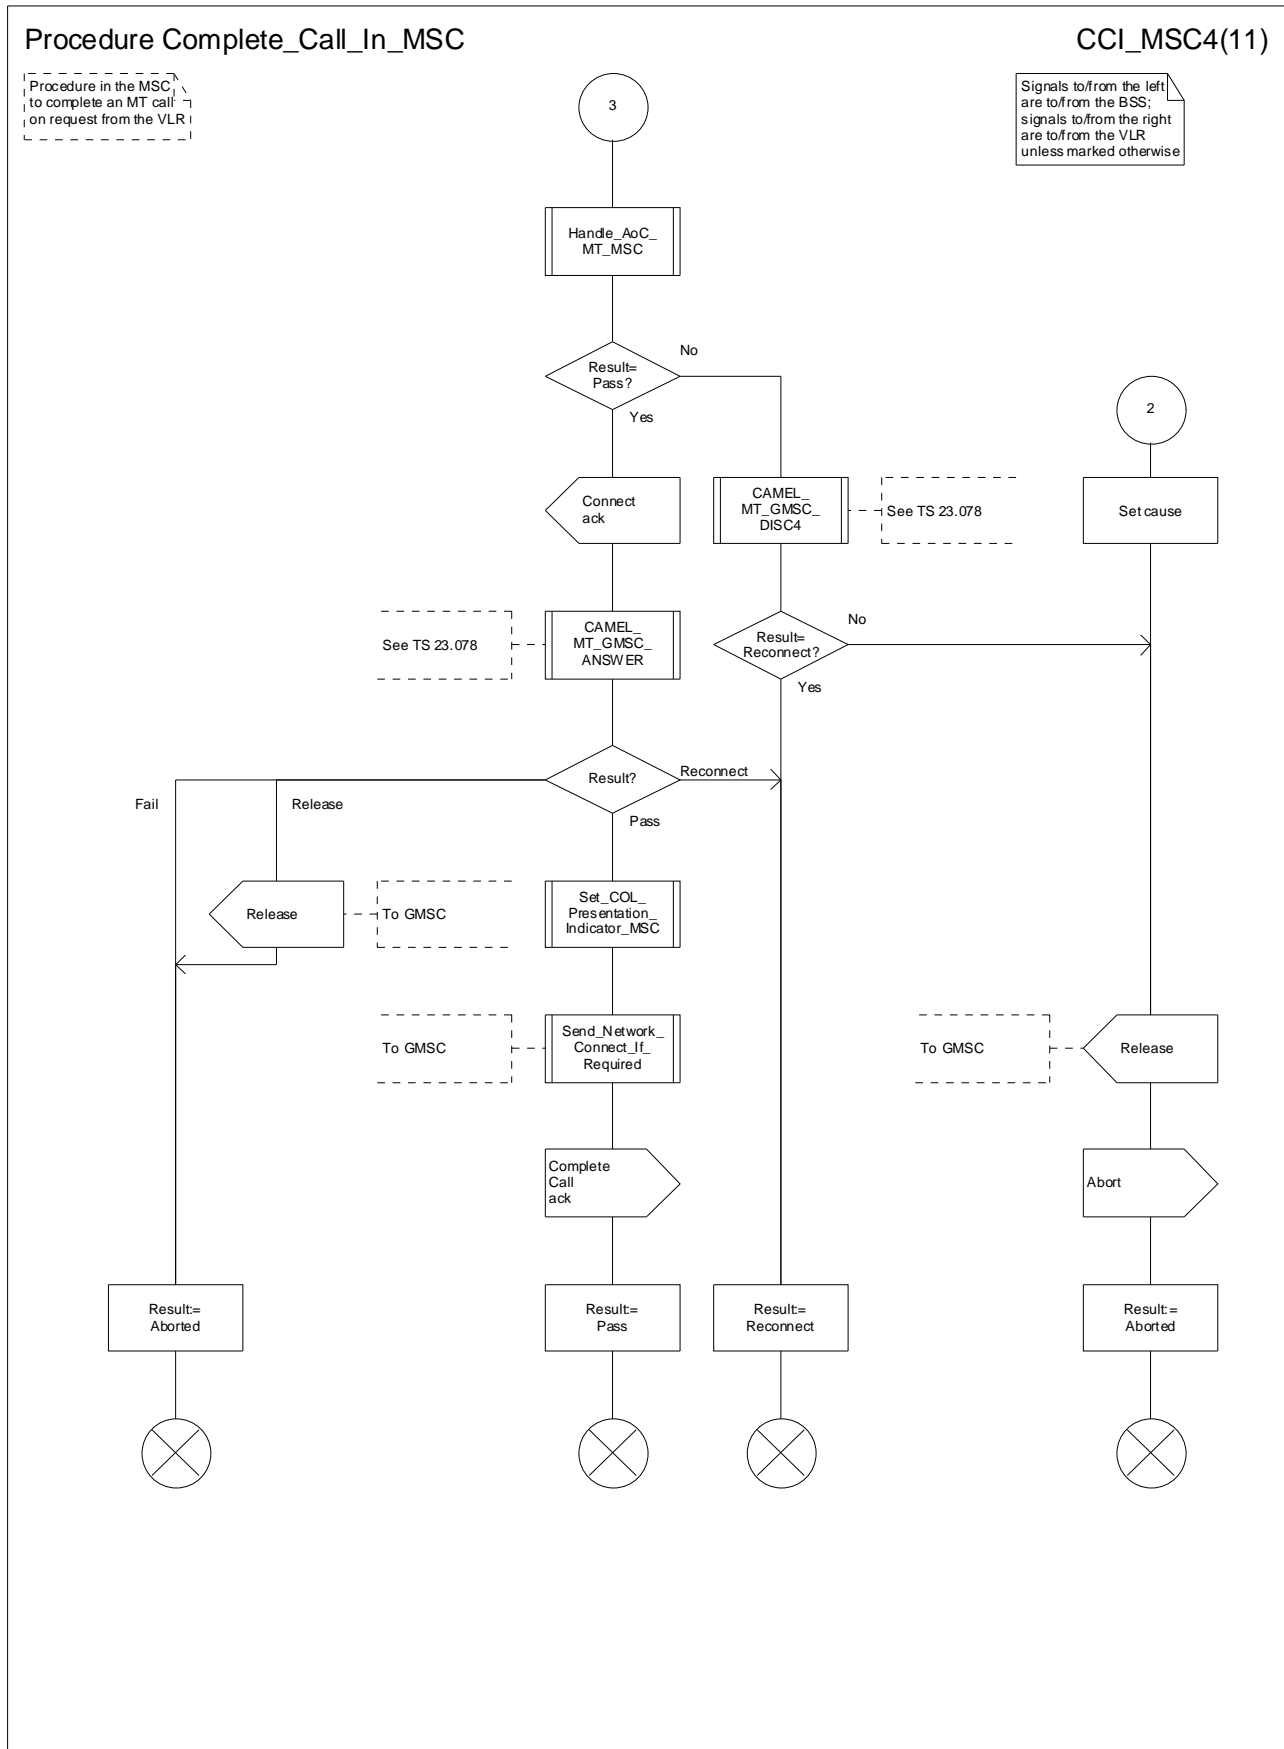 Procedure Complete_Call_In_MSC
CCI_MSC4(11)
Procedure in the MSC
to complete an MT call
on request from the VLR
Signals to/from the left
are to/from the BSS;
signals to/from the right
are to/from the VLR
unless marked otherwise
3
Handle_AoC_
MT_MSC
Result=
Pass?
No
Yes
2
Connect
ack
CAMEL_
MT_GMSC_
DISC4
See TS 23.078
Set cause
See TS 23.078
CAMEL_
MT_GMSC_
ANSWER
Result=
Reconnect?
No
Yes
Result?
Reconnect
Fail
Release
Pass
Release
To GMSC
Set_COL_
Presentation_
Indicator_MSC
To GMSC
Send_Network_
Connect_If_
Required
To GMSC
Release
Complete
Call
ack
Abort
Result:=
Aborted
Result:=
Pass
Result:=
Reconnect
Result:=
Aborted